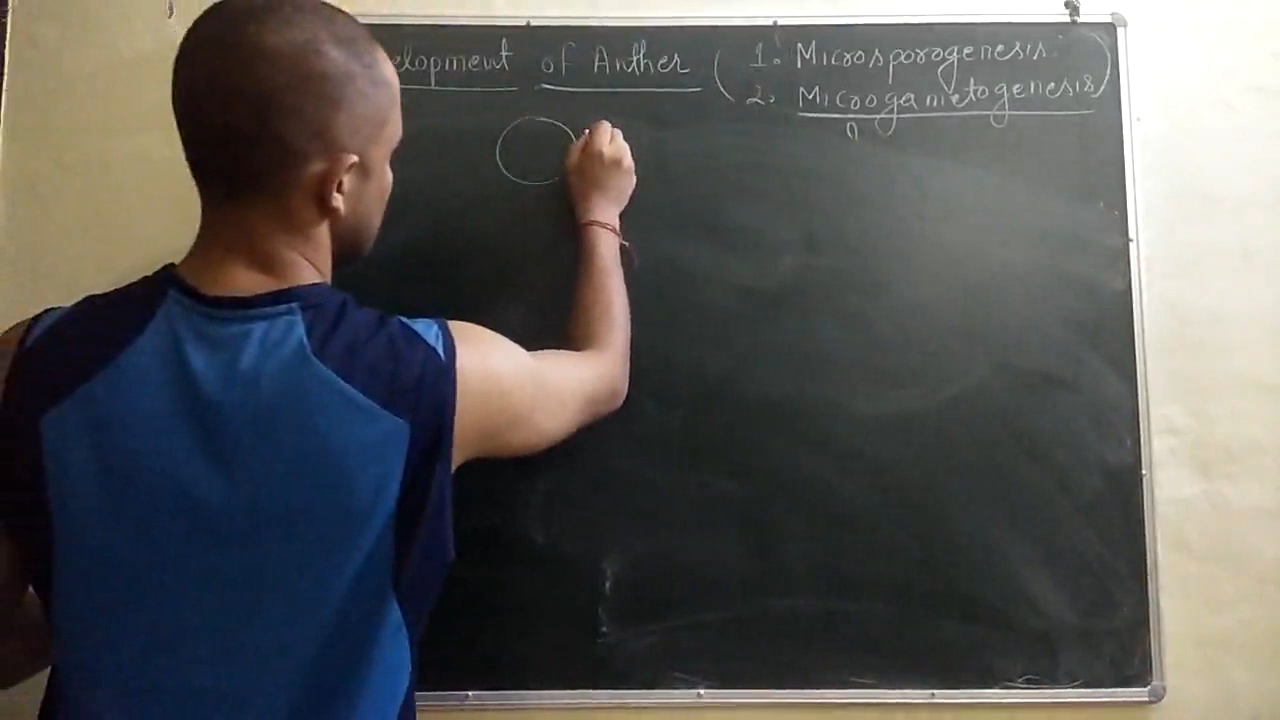 elopment of Anther ( 1. Microsporogenesis
2. Microgametogenesis )